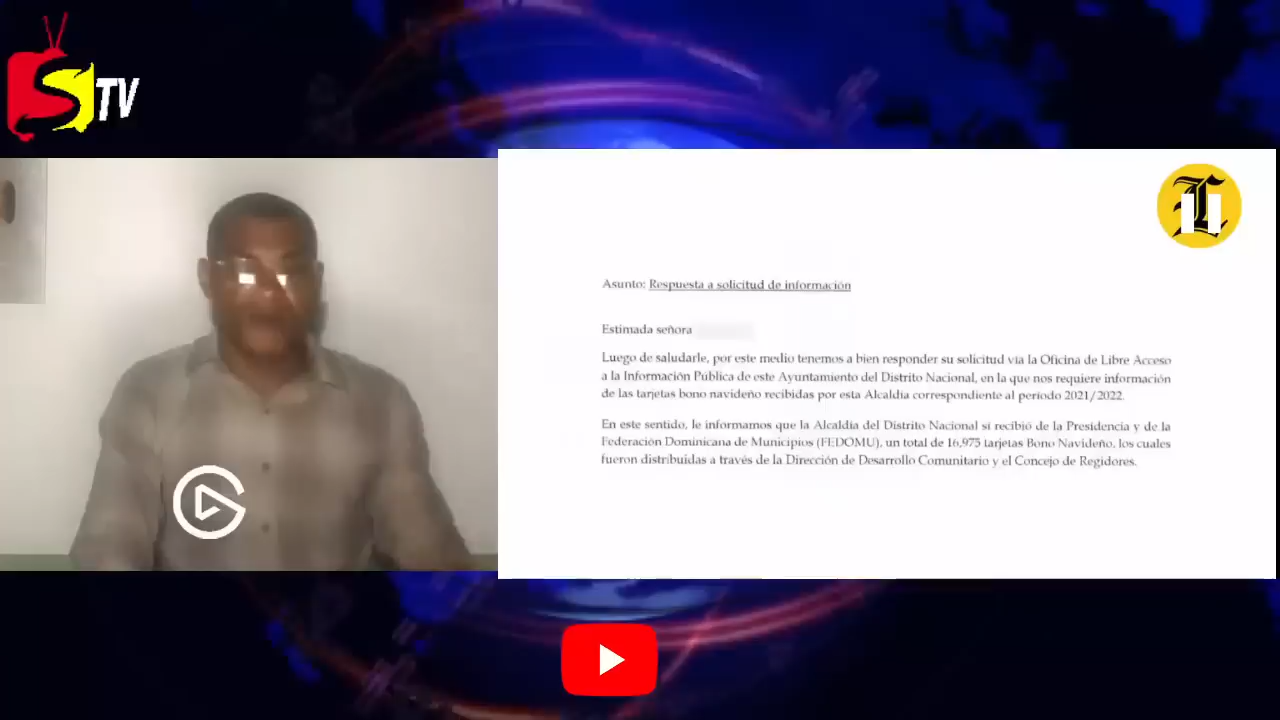 STV
Asunto: Respuesta a solicitud de información
Estimada señora
Luego de saludarle, por este medio tenemos a bien responder su solicitud vía la Oficina de Libre Acceso
a la Información Pública de este Ayuntamiento del Distrito Nacional, en la que nos requiere información
de las tarjetas bono navideño recibidas por esta Alcaldía correspondiente al período 2021/2022.
En este sentido, le informamos que la Alcaldía del Distrito Nacional sí recibió de la Presidencia y de la
Federación Dominicana de Municipios (FEDOMU), un total de 16,975 tarjetas Bono Navideño, los cuales
fueron distribuidas a través de la Dirección de Desarrollo Comunitario y el Concejo de Regidores.